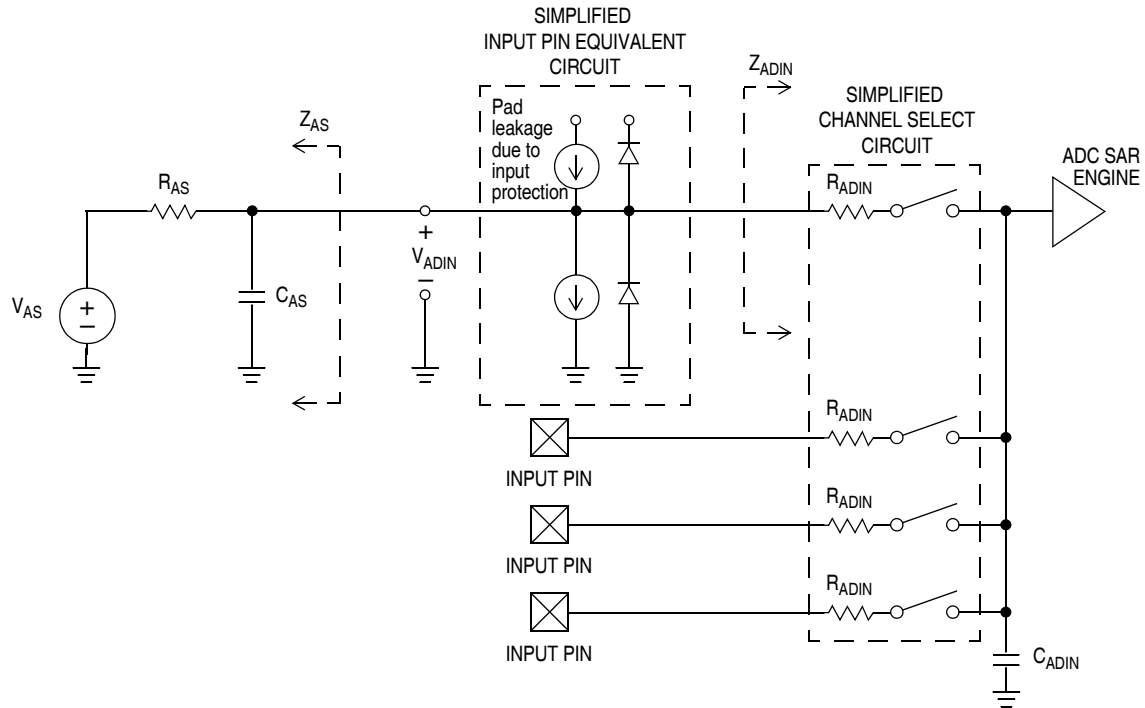 SIMPLIFIED
INPUT PIN EQUIVALENT
CIRCUIT
Pad
leakage
due to
input
protection
ZADIN
SIMPLIFIED
CHANNEL SELECT
CIRCUIT
ADC SAR
ENGINE
ZAS
RAS
RADIN
+
VADIN
−
VAS
+
−
CAS
RADIN
INPUT PIN
RADIN
INPUT PIN
RADIN
INPUT PIN
CADIN